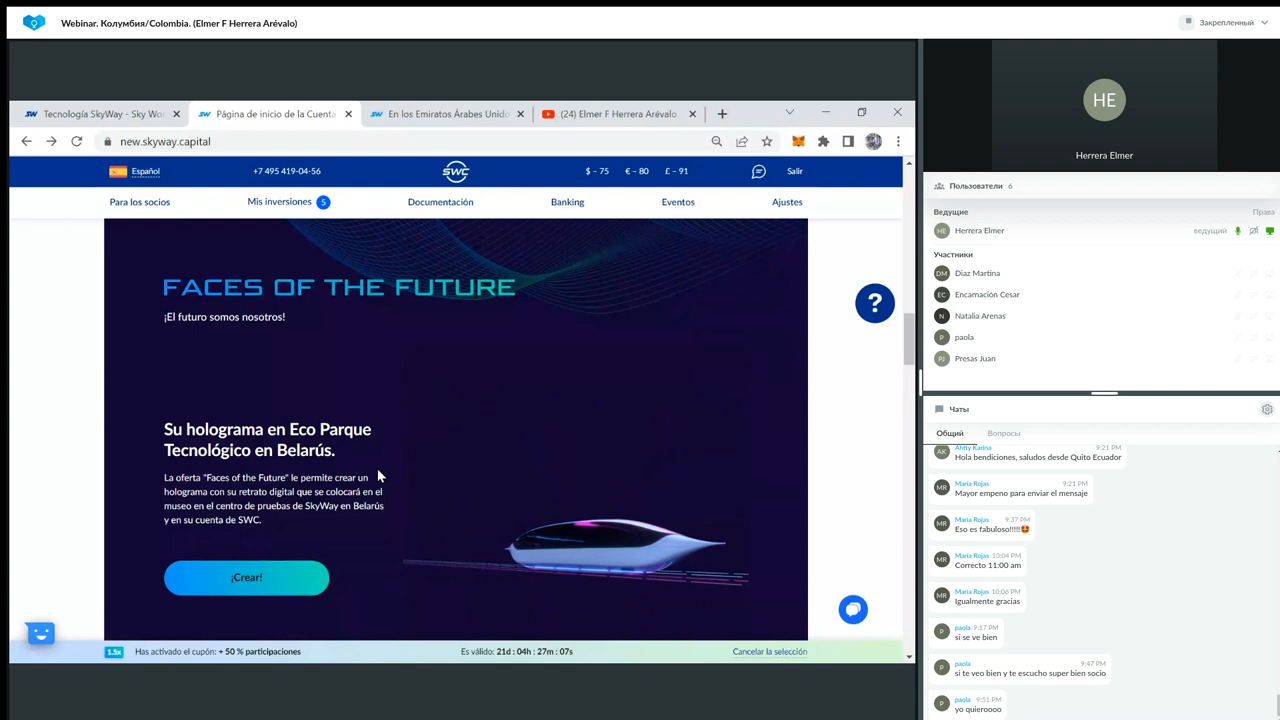 Webinar. Колумбия/Colombia. (Elmer F Herrera Arévalo)
Закрепленный
Tecnología SkyWay - Sky Wo
Página de inicio de la Cuenta
En los Emiratos Árabes Unido
(24) Elmer F Herrera Arévalo
new.skyway.capital
Español
+7 495 419-04-56
SWC
$ – 75
€ – 80
£ – 91
Salir
Para los socios
Mis inversiones 5
Documentación
Banking
Eventos
Ajustes
FACES OF THE FUTURE
¡El futuro somos nosotros!
?
Su holograma en Eco Parque
Tecnológico en Belarús.
La oferta "Faces of the Future" le permite crear un
holograma con su retrato digital que se colocará en el
museo en el centro de pruebas de SkyWay en Belarús
y en su cuenta de SWC.
¡Crear!
1.5x
Has activado el cupón: + 50 % participaciones
Es válido: 21d : 04h : 27m : 07s
Cancelar la selección
HE
Herrera Elmer
Пользователи 6
Ведущие
Права
HE
Herrera Elmer
ведущий
Участники
DM
Diaz Martina
EC
Encarnación Cesar
N
Natalia Arenas
P
paola
PJ
Presas Juan
Чаты
Общий
Вопросы
AK
Ahtty Karina 9:21 PM
Hola bendiciones, saludos desde Quito Ecuador
MR
Maria Rojas 9:21 PM
Mayor empeno para enviar el mensaje
MR
Maria Rojas 9:37 PM
Eso es fabuloso!!!!!🤩
MR
Maria Rojas 10:04 PM
Correcto 11:00 am
MR
Maria Rojas 10:06 PM
Igualmente gracias
P
paola 9:17 PM
si se ve bien
P
paola 9:47 PM
si te veo bien y te escucho super bien socio
P
paola 9:51 PM
yo quieroooo